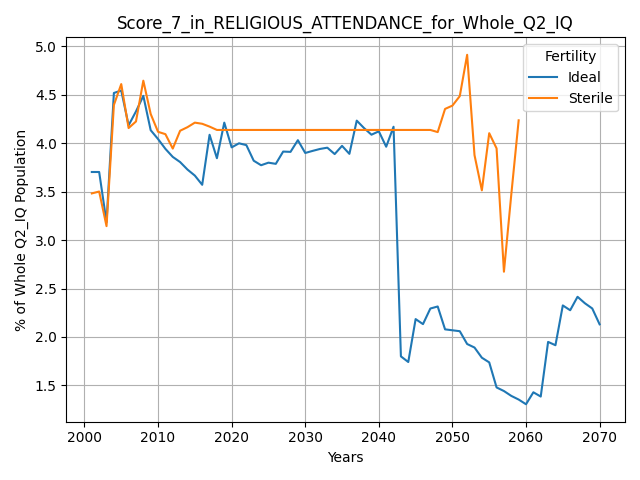 Score_7_in_RELIGIOUS_ATTENDANCE_for_Whole_Q2_IQ
Fertility
Ideal
Sterile
% of Whole Q2_IQ Population
5.0
4.5
4.0
3.5
3.0
2.5
2.0
1.5
2000 2010 2020 2030 2040 2050 2060 2070
Years